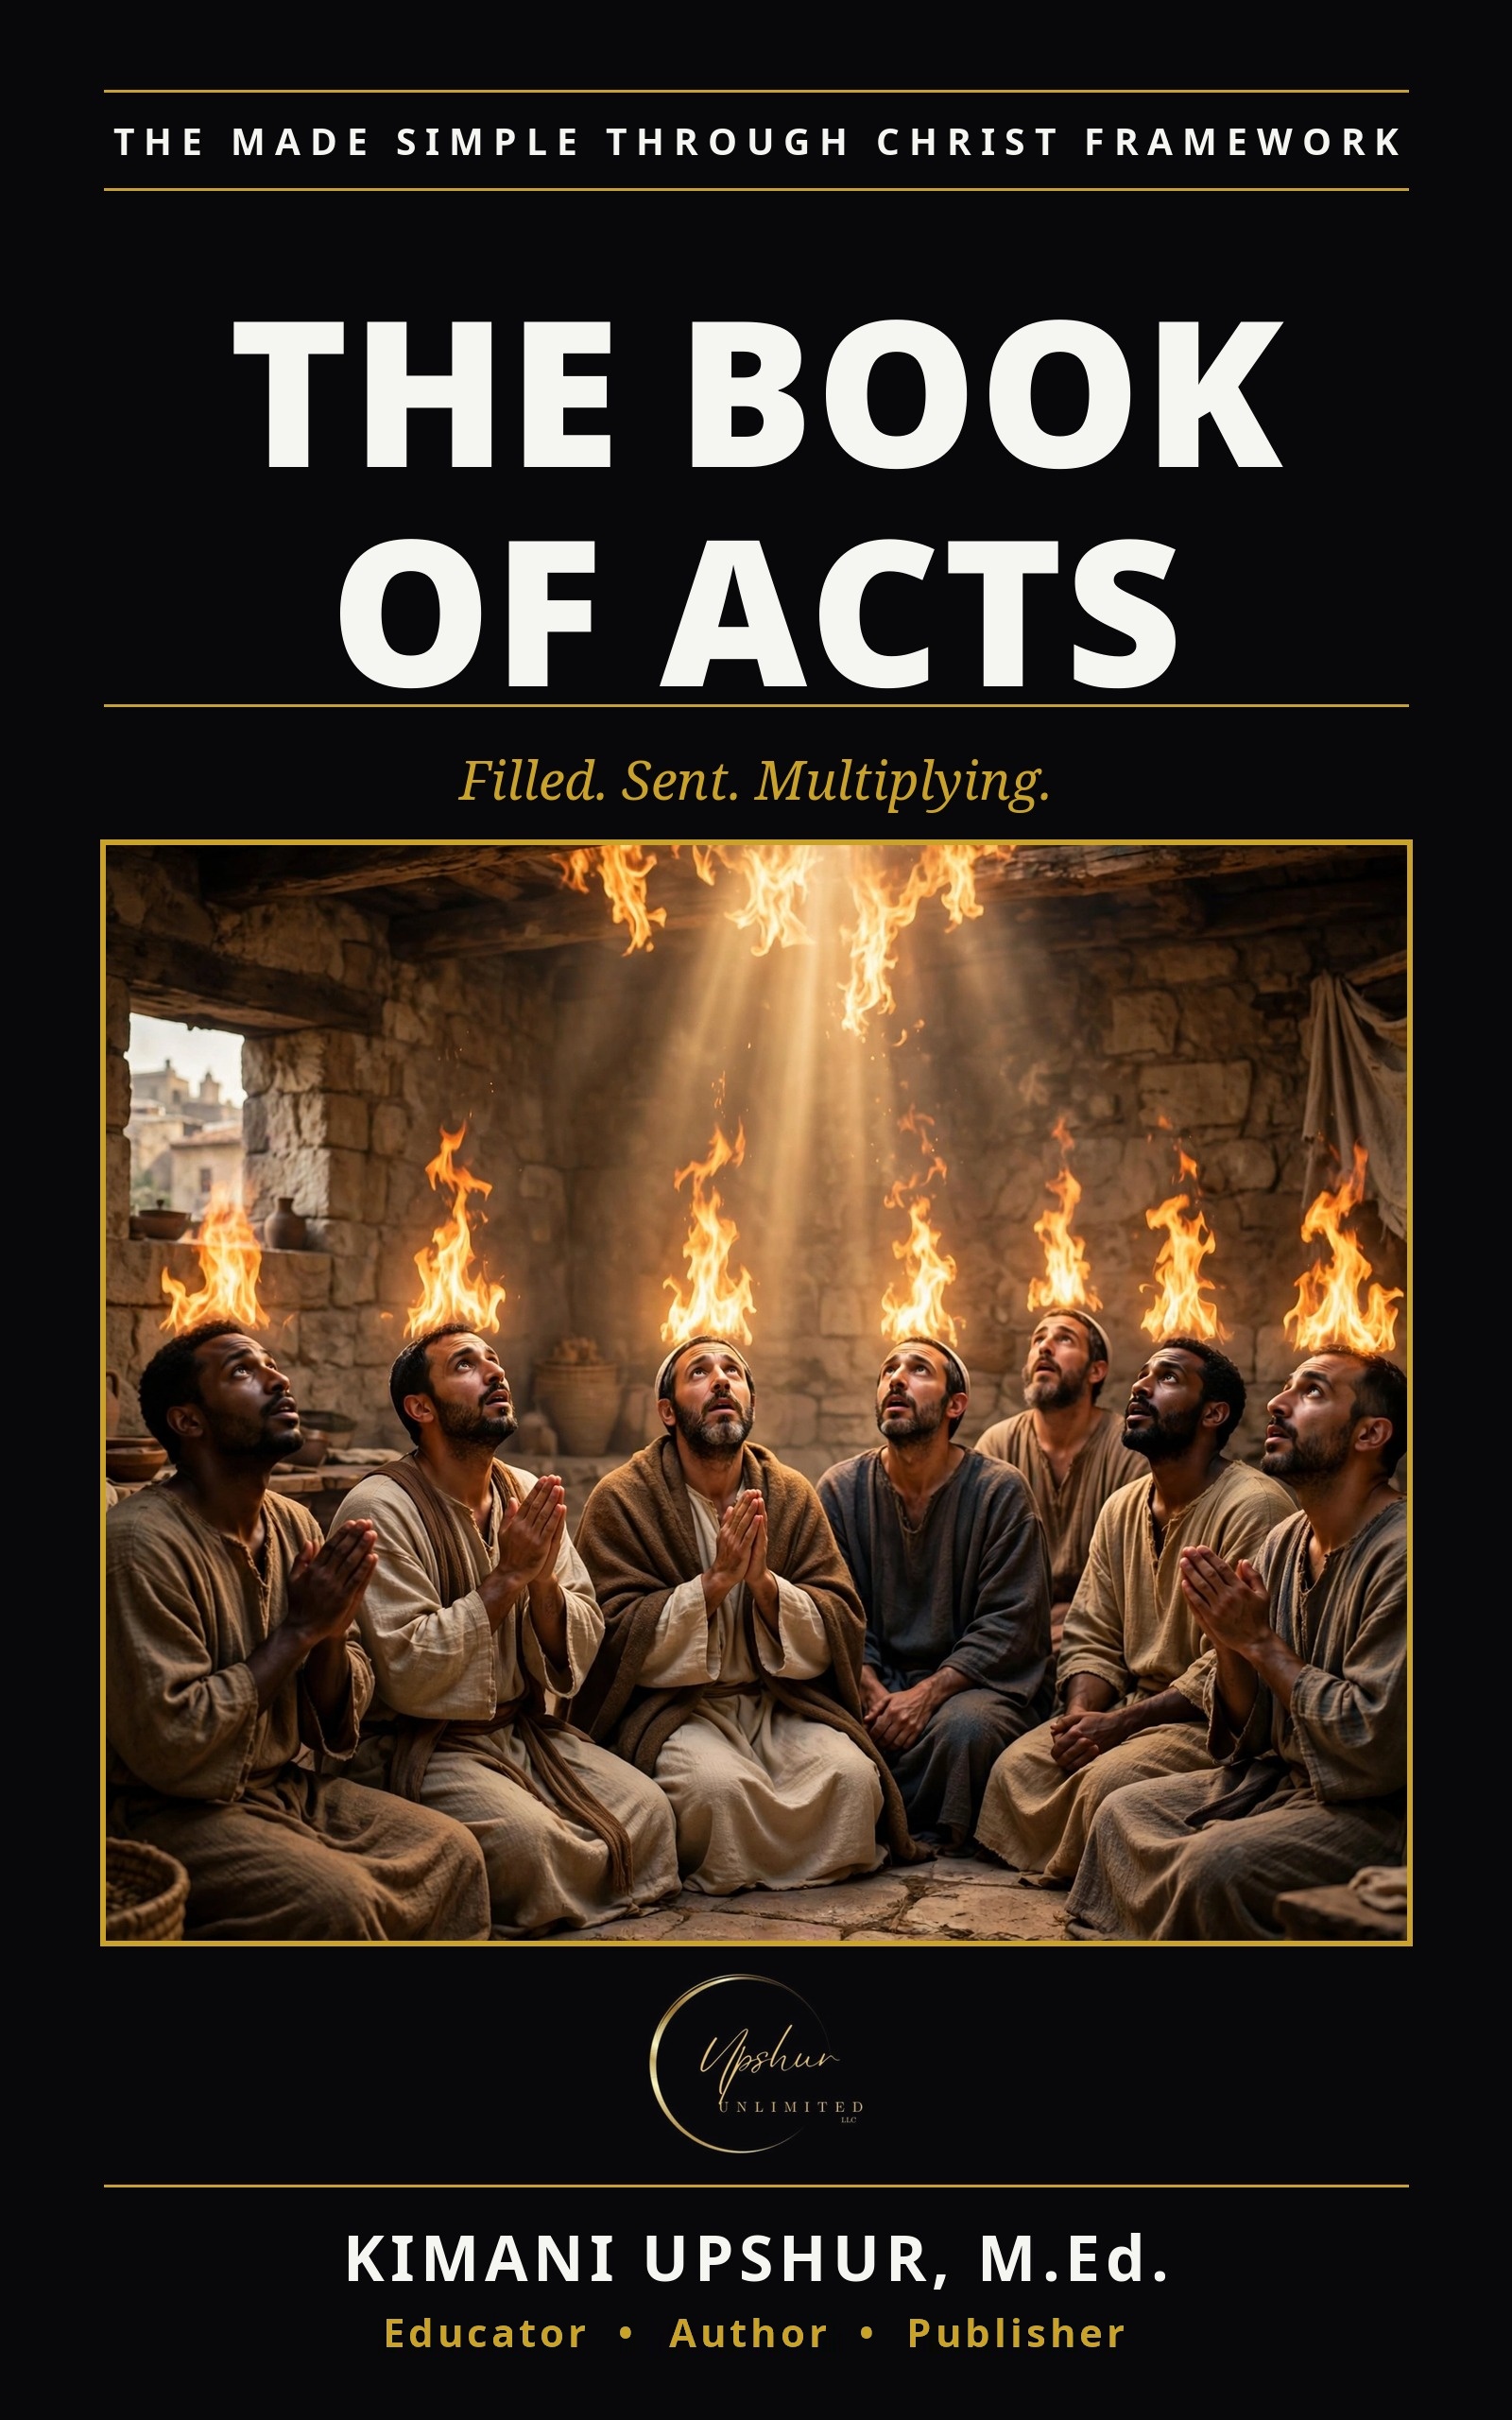 THE MADE SIMPLE THROUGH CHRIST FRAMEWORK
THE BOOK
OF ACTS
Filled. Sent. Multiplying.
Upshur
UNLIMITED
LLC
KIMANI UPSHUR, M.Ed.
Educator • Author • Publisher